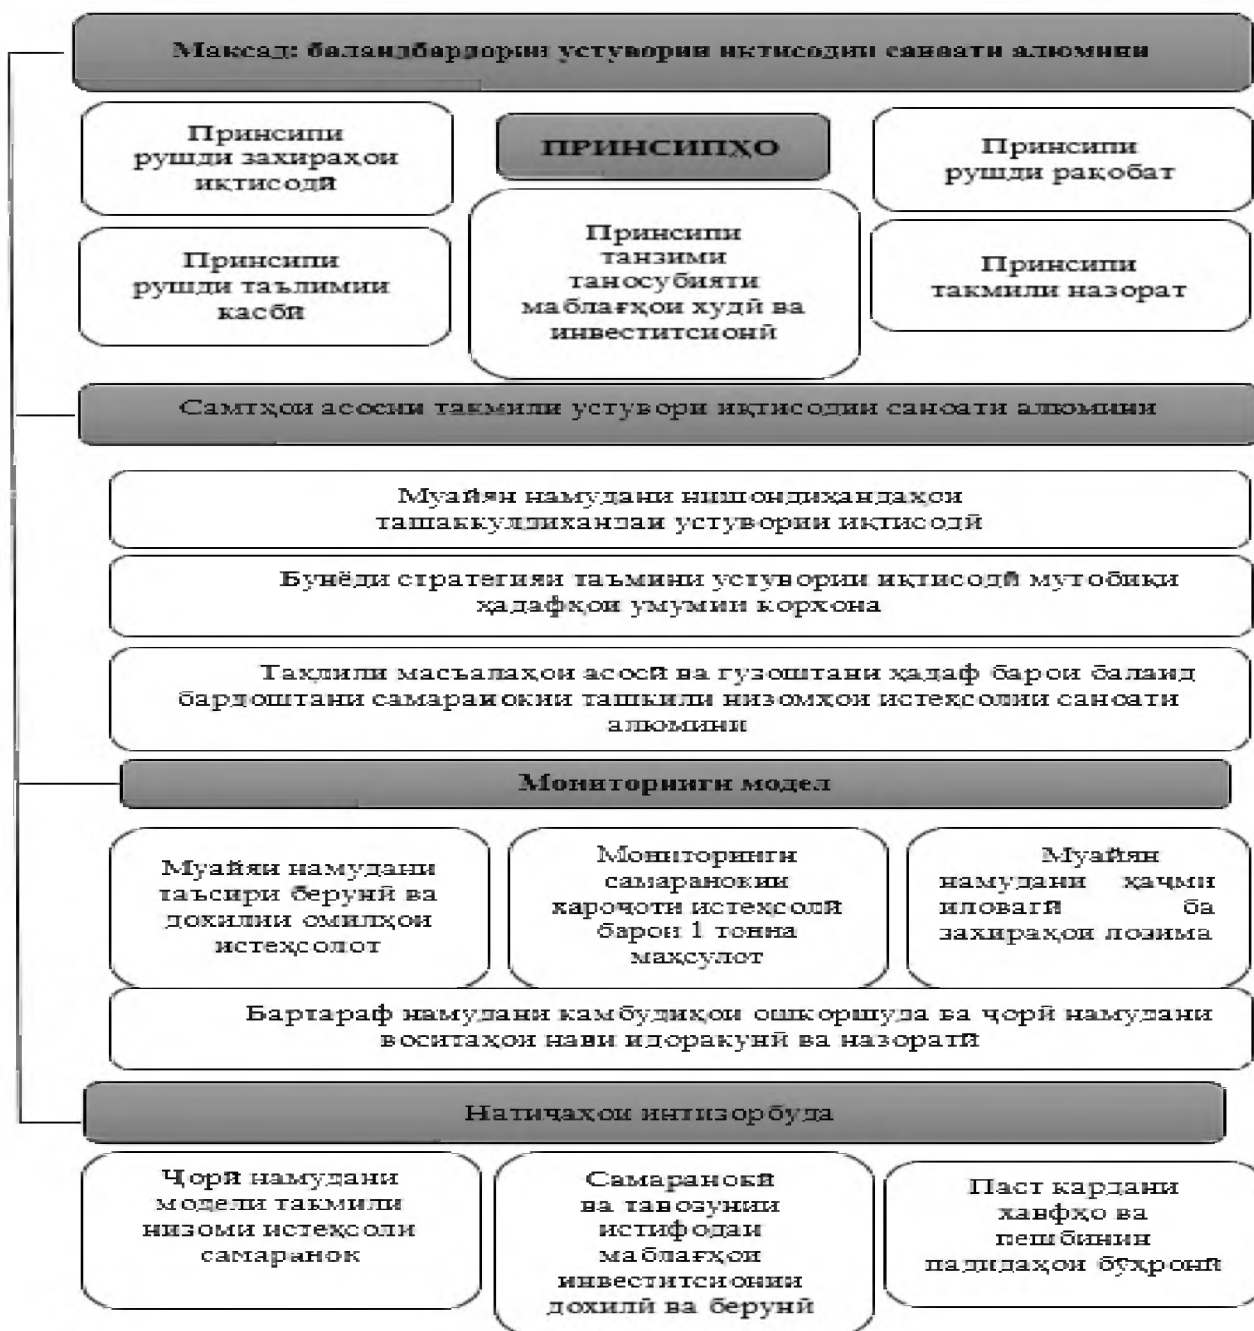 Мақсад: баландбардории устувории иқтисодии саноати алюмини
Принсипи
рушди захираҳои
иқтисодӣ
ПРИНСИПҲО
Принсипи
рушди рақобат
Принсипи
рушди таълимии
касбӣ
Принсипи
танзими
таносубияти
маблағҳои худӣ ва
инвеститсионӣ
Принсипи
такмили назорат
Самтҳои асосии такмили устувори иқтисодии саноати алюмини
Муайян намудани нишондиҳандаҳои
ташаккулдиҳандаи устувории иқтисодӣ
Бунёди стратегияи таъмини устувории иқтисодӣ мутобиқи
ҳадафҳои умумии корхона
Таҳлили масъалаҳои асосӣ ва гузоштани ҳадаф барои баланд
бардоштани самаранокии ташкили низомҳои истеҳсолии саноати
алюмини
Мониторинги модел
Муайян намудани
таъсири берунӣ ва
дохилии омилҳои
истеҳсолот
Мониторинги
самаранокии
хароҷоти истеҳсолӣ
барои 1 тонна
маҳсулот
Муайян
намудани ҳаҷми
иловагӣ ба
захираҳои лозима
Бартараф намудани камбудиҳои ошкоршуда ва ҷорӣ намудани
воситаҳои нави идоракунӣ ва назоратӣ
Натиҷаҳои интизорбуда
Ҷорӣ намудани
модели такмили
низоми истеҳсоли
самаранок
Самаранокӣ
ва тавозунии
истифодаи
маблағҳои
инвеститсионии
дохилӣ ва берунӣ
Паст кардани
хавфҳо ва
пешбинии
падидаҳои бӯҳронӣ